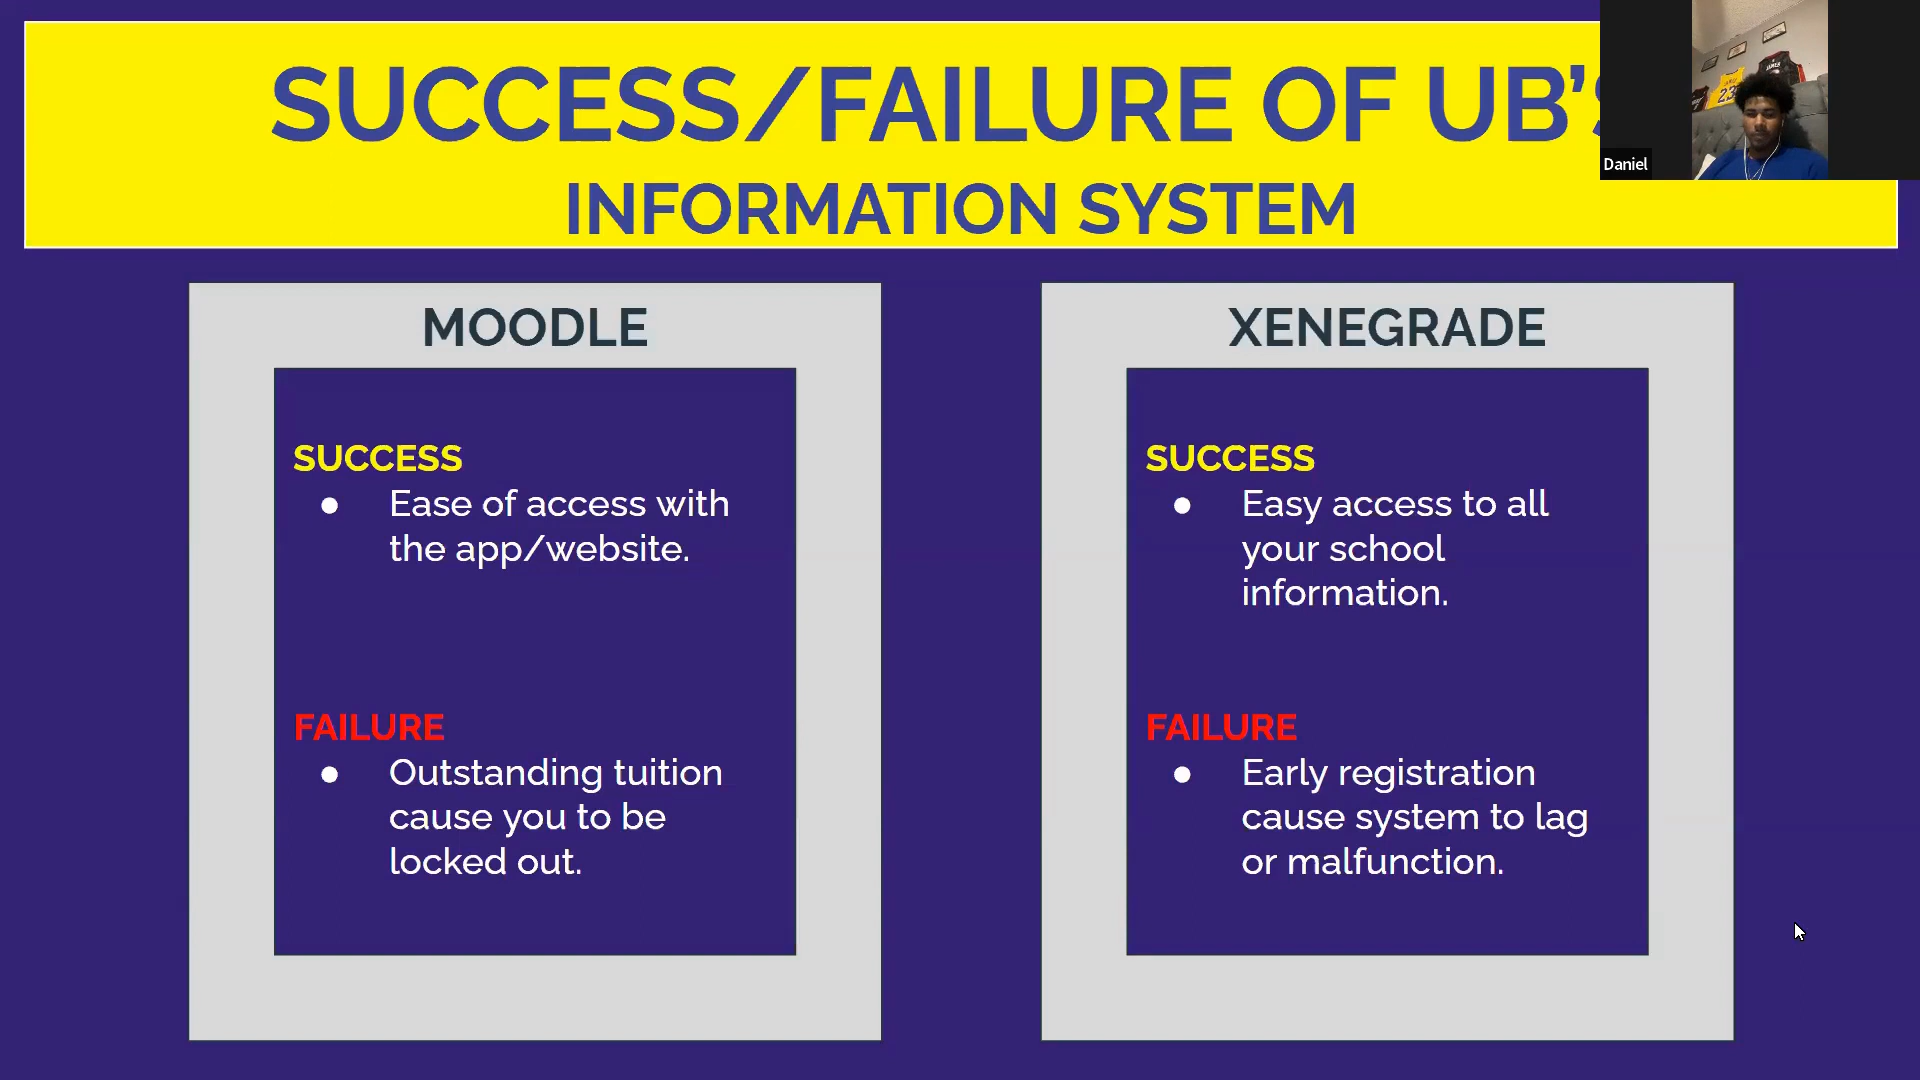 SUCCESS/FAILURE OF UB'S
INFORMATION SYSTEM
Daniel
MOODLE
SUCCESS
● Ease of access with
the app/website.
FAILURE
● Outstanding tuition
cause you to be
locked out.
XENEGRADE
SUCCESS
● Easy access to all
your school
information.
FAILURE
● Early registration
cause system to lag
or malfunction.
23